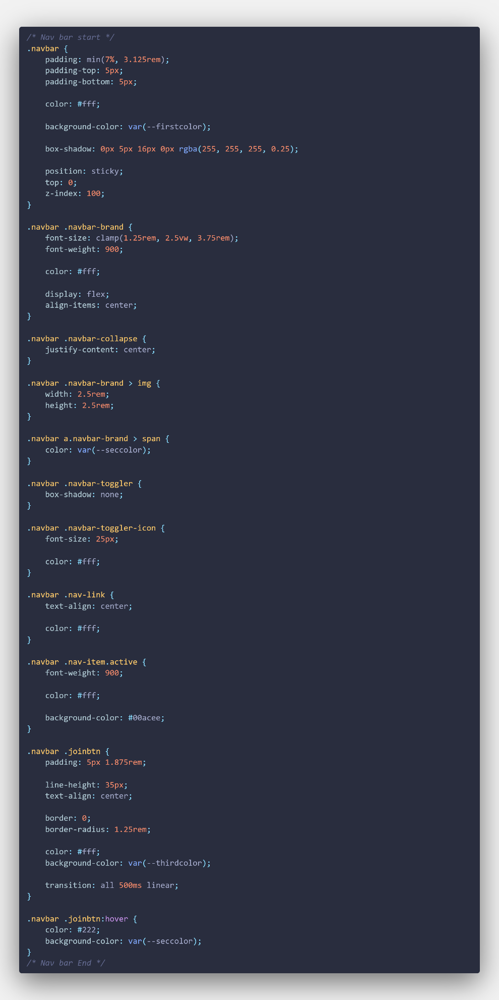 /* Nav bar start */
.navbar {
    padding: min(7%, 3.125rem);
    padding-top: 5px;
    padding-bottom: 5px;

    color: #fff;

    background-color: var(--firstcolor);

    box-shadow: 0px 5px 16px 0px rgba(255, 255, 255, 0.25);

    position: sticky;
    top: 0;
    z-index: 100;
}

.navbar .navbar-brand {
    font-size: clamp(1.25rem, 2.5vw, 3.75rem);
    font-weight: 900;

    color: #fff;

    display: flex;
    align-items: center;
}

.navbar .navbar-collapse {
    justify-content: center;
}

.navbar .navbar-brand > img {
    width: 2.5rem;
    height: 2.5rem;
}

.navbar a.navbar-brand > span {
    color: var(--seccolor);
}

.navbar .navbar-toggler {
    box-shadow: none;
}

.navbar .navbar-toggler-icon {
    font-size: 25px;

    color: #fff;
}

.navbar .nav-link {
    text-align: center;

    color: #fff;
}

.navbar .nav-item.active {
    font-weight: 900;

    color: #fff;

    background-color: #00acee;
}

.navbar .joinbtn {
    padding: 5px 1.875rem;

    line-height: 35px;
    text-align: center;

    border: 0;
    border-radius: 1.25rem;

    color: #fff;
    background-color: var(--thirdcolor);

    transition: all 500ms linear;
}

.navbar .joinbtn:hover {
    color: #222;
    background-color: var(--seccolor);
}
/* Nav bar End */